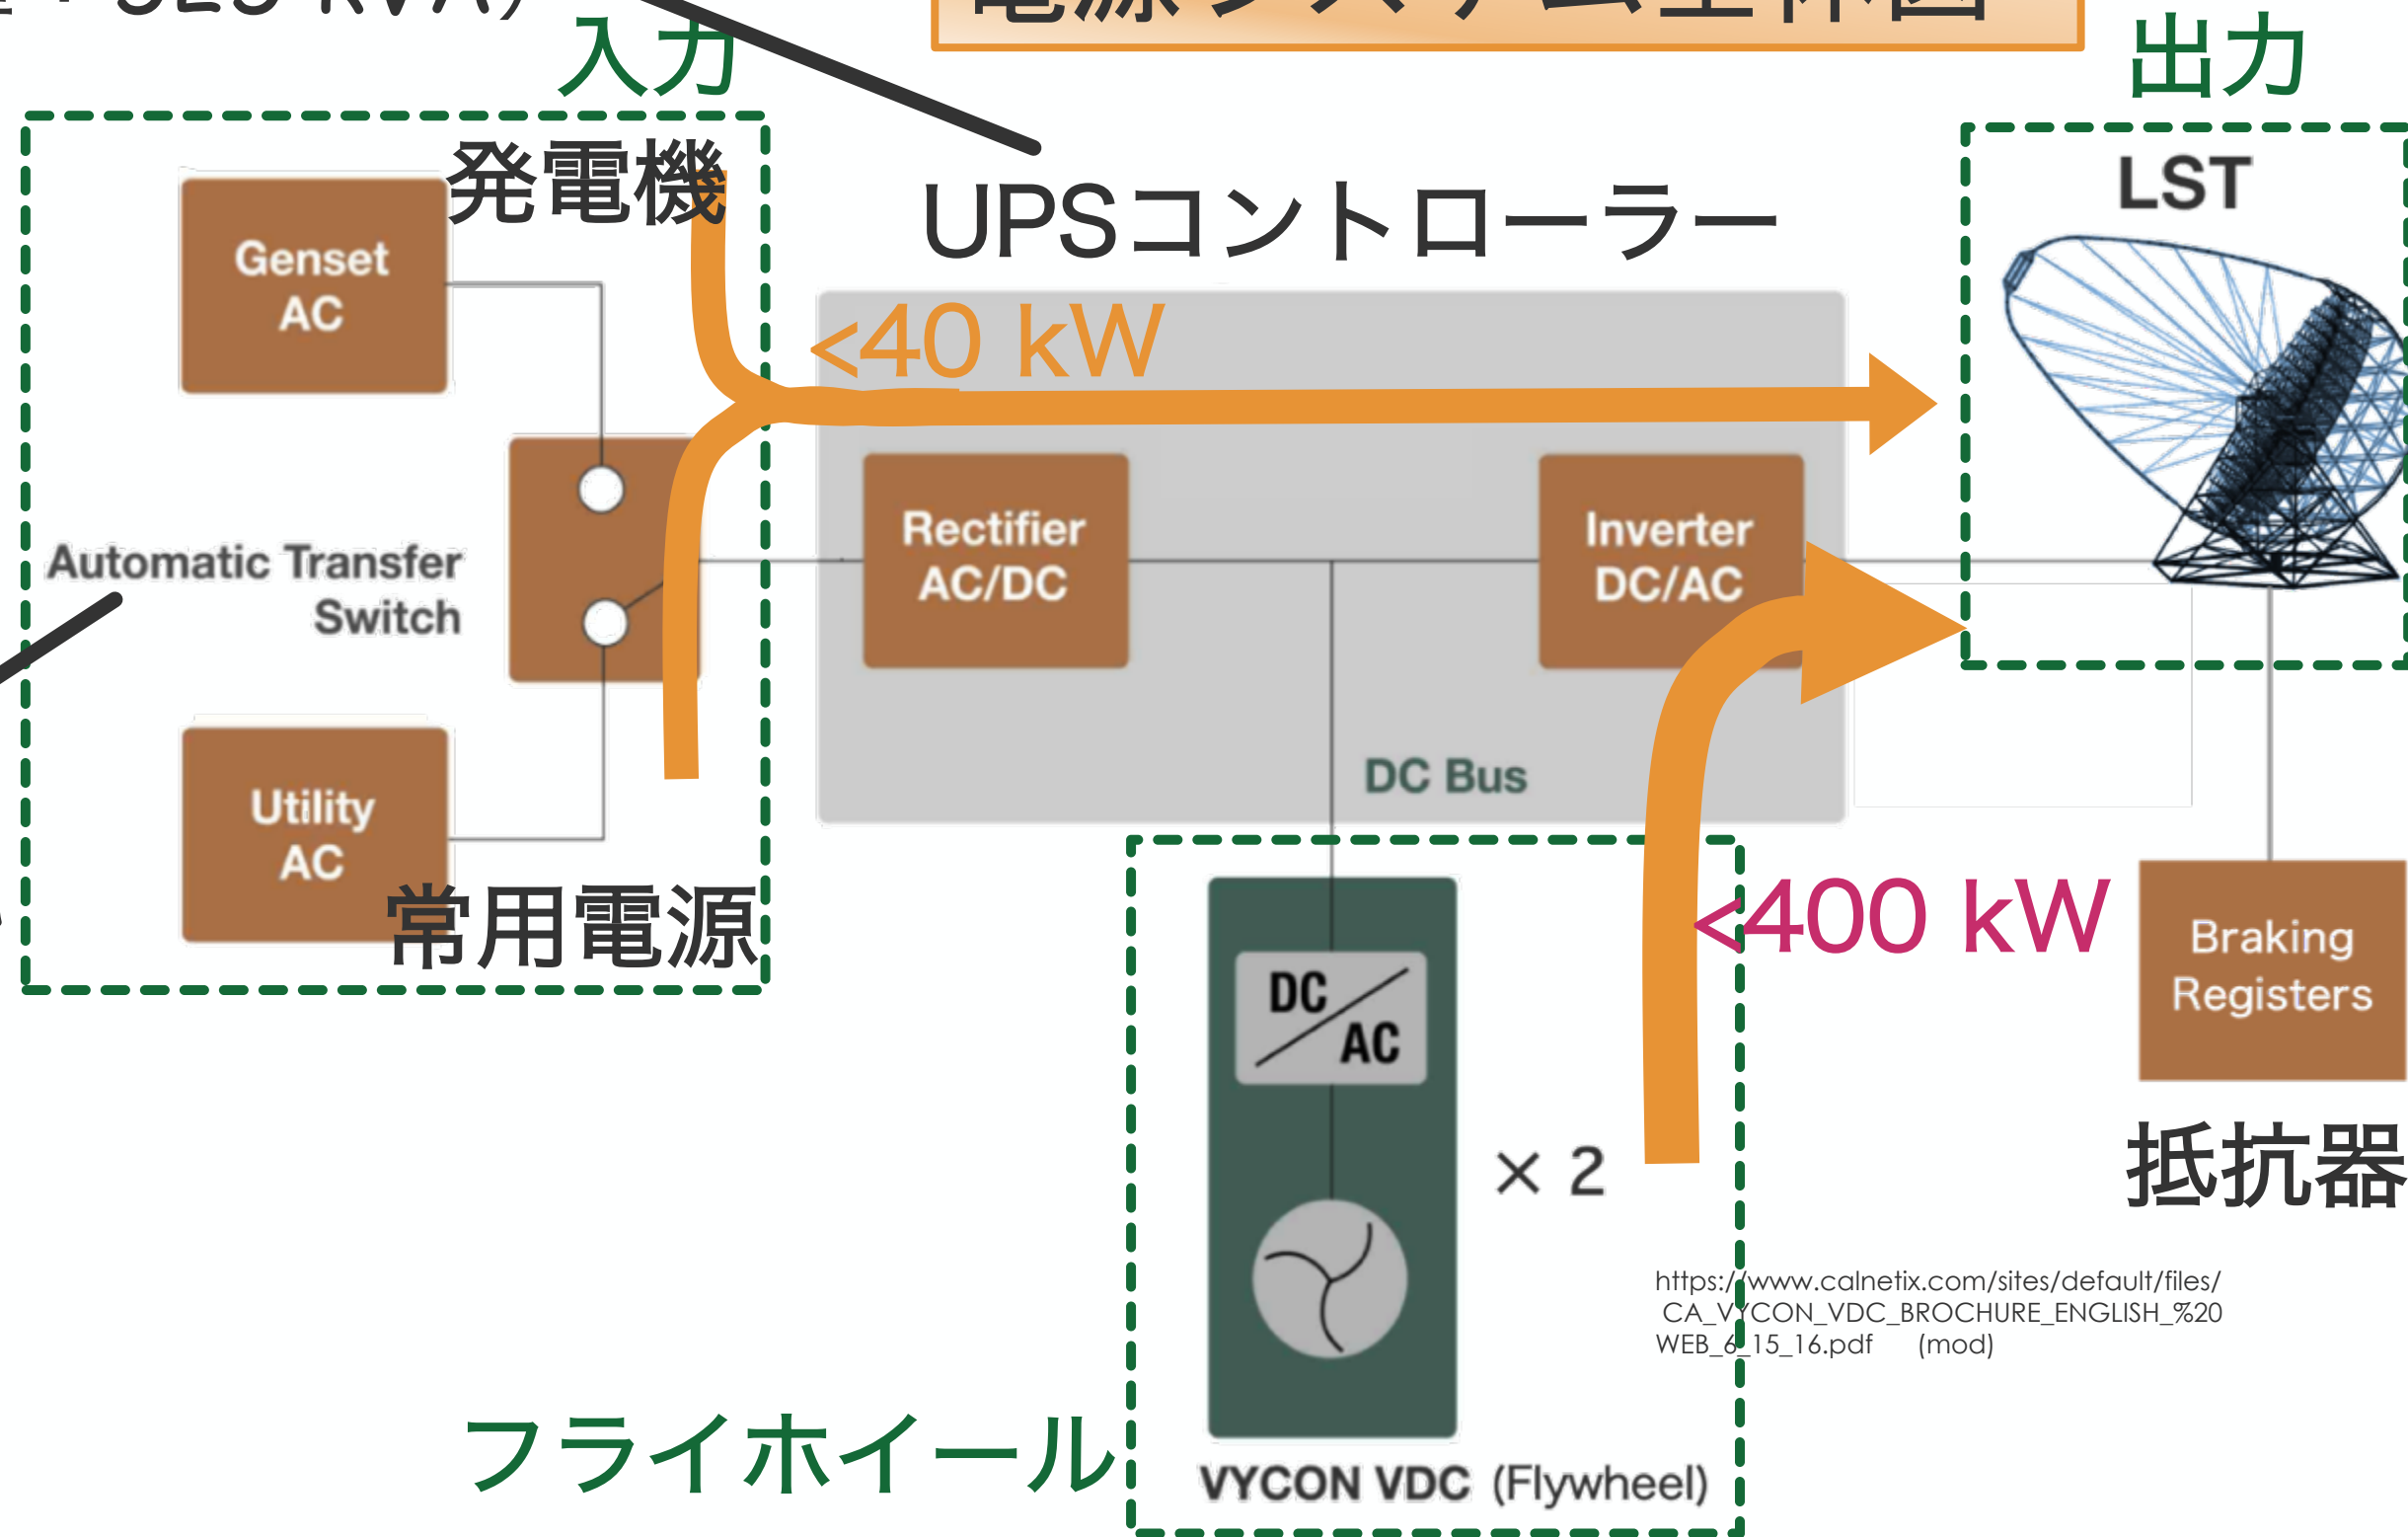 入力
出力
発電機
LST
UPSコントローラー
Genset
AC
<40 kW
Automatic Transfer
Switch
Rectifier
AC/DC
Inverter
DC/AC
DC Bus
Utility
AC
常用電源
<400 kW
Braking
Registers
DC
AC
× 2
抵抗器
https://www.calnetix.com/sites/default/files/
CA_VYCON_VDC_BROCHURE_ENGLISH_%20
WEB_6_15_16.pdf (mod)
フライホイール
VYCON VDC (Flywheel)